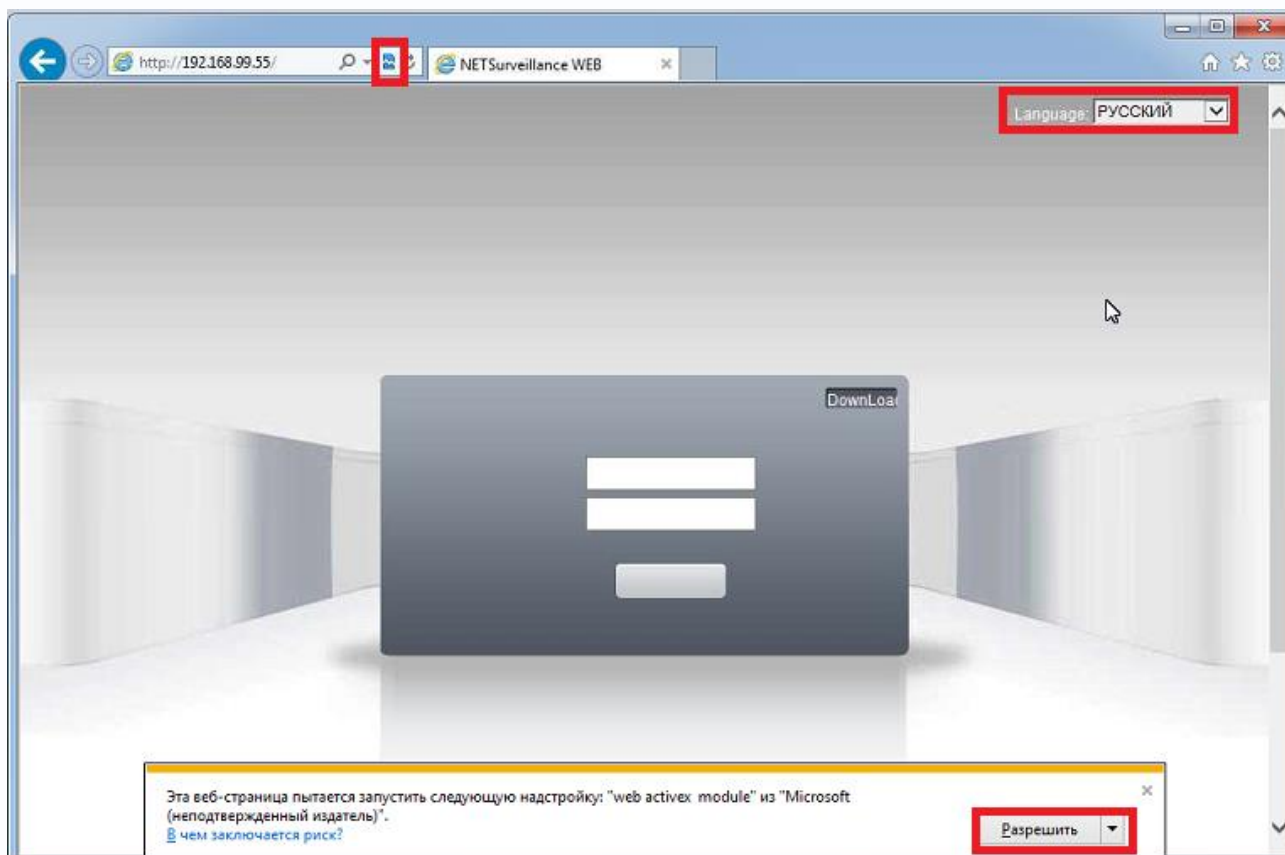 http://192.168.99.55/
NETSurveillance WEB
Language: РУССКИЙ
DownLoad
Эта веб-страница пытается запустить следующую надстройку: "web activex module" из "Microsoft
(неподтвержденный издатель)".
В чем заключается риск?
Разрешить